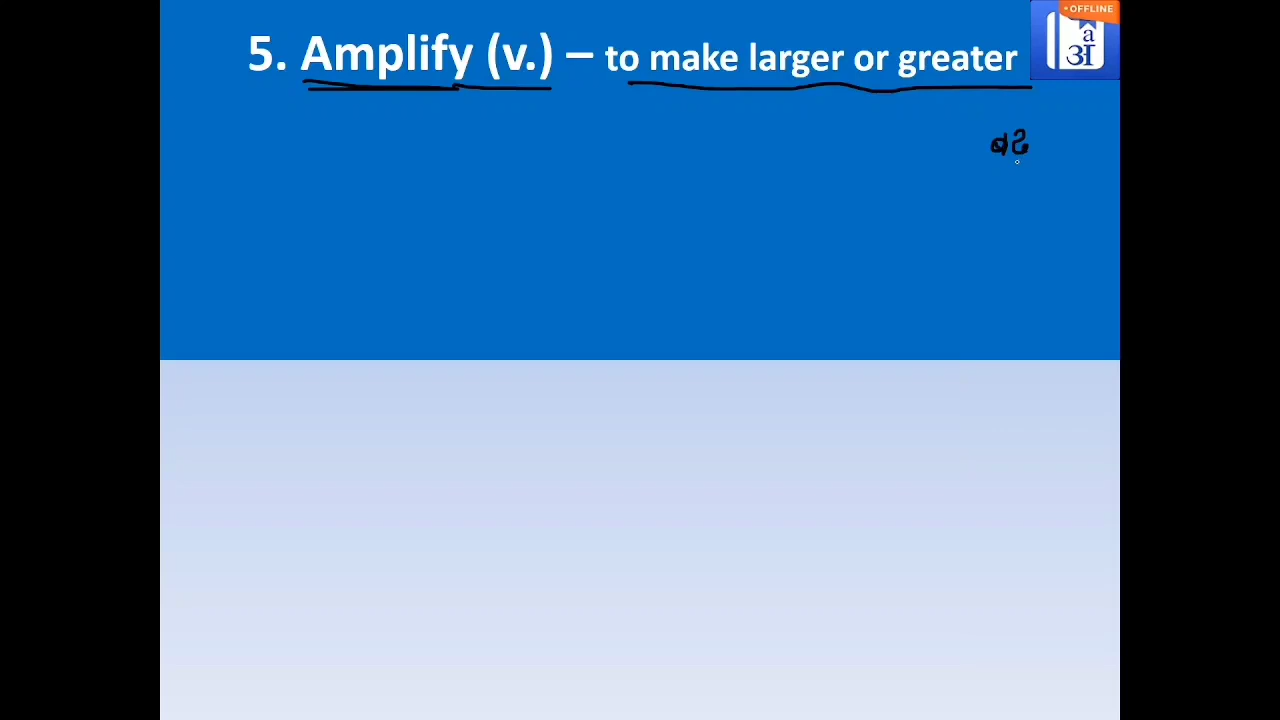 5. Amplify (v.) – to make larger or greater
OFFLINE
a
अ